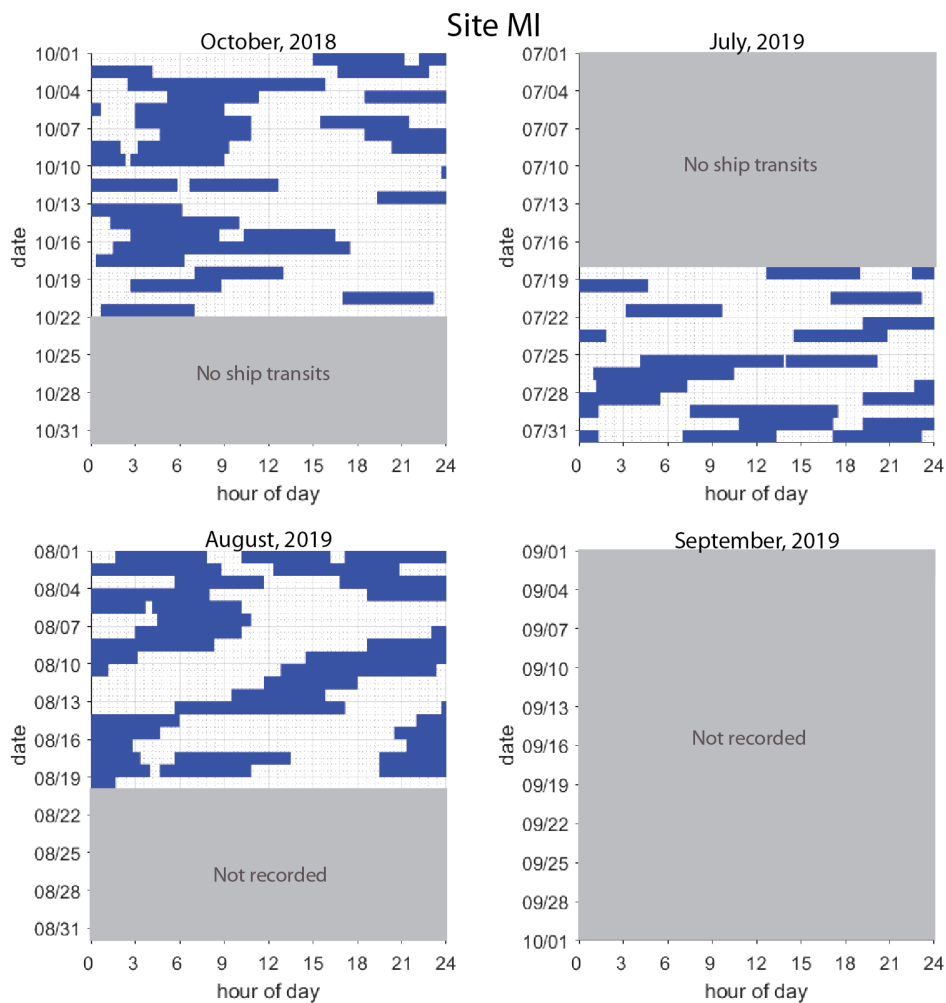 Site MI
October, 2018
10/01
10/04
10/07
10/10
10/13
10/16
10/19
10/22
10/25
10/28
10/31
date
No ship transits
0 3 6 9 12 15 18 21 24
hour of day
July, 2019
07/01
07/04
07/07
07/10
07/13
07/16
07/19
07/22
07/25
07/28
07/31
date
No ship transits
0 3 6 9 12 15 18 21 24
hour of day
August, 2019
08/01
08/04
08/07
08/10
08/13
08/16
08/19
08/22
08/25
08/28
08/31
date
Not recorded
0 3 6 9 12 15 18 21 24
hour of day
September, 2019
09/01
09/04
09/07
09/10
09/13
09/16
09/19
09/22
09/25
09/28
10/01
date
Not recorded
0 3 6 9 12 15 18 21 24
hour of day